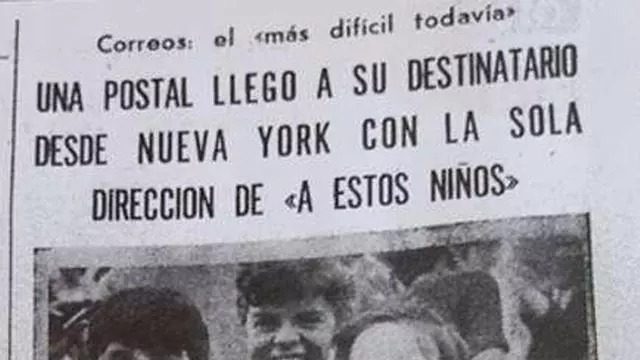 Correos: el «más difícil todavía»
UNA POSTAL LLEGO A SU DESTINATARIO
DESDE NUEVA YORK CON LA SOLA
DIRECCION DE «A ESTOS NIÑOS»